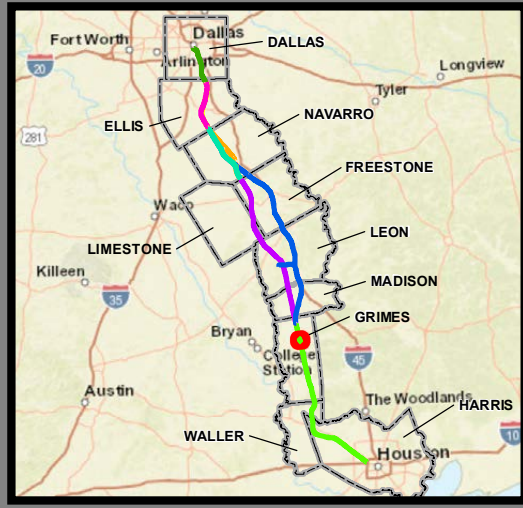 Dallas
Fort Worth
DALLAS
Arlington
Longview
20
Tyler
NAVARRO
ELLIS
281
FREESTONE
Waco
LEON
LIMESTONE
Killeen
MADISON
35
GRIMES
Bryan
College
Station
45
Austin
The Woodlands
HARRIS
WALLER
10
Houston